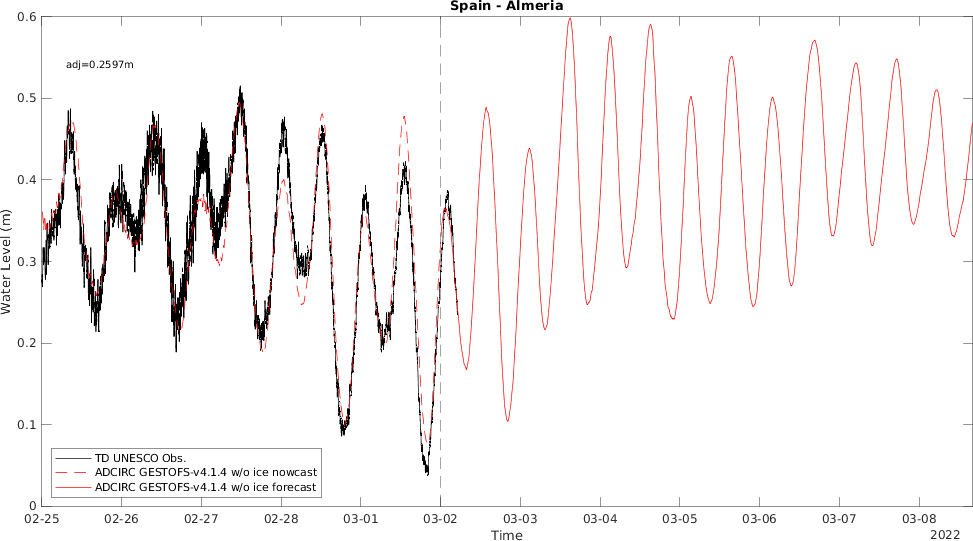 Spain - Almeria
adj=0.2597m
Water Level (m)
0.6
0.5
0.4
0.3
0.2
0.1
0
TD UNESCO Obs.
ADCIRC GESTOFS-v4.1.4 w/o ice nowcast
ADCIRC GESTOFS-v4.1.4 w/o ice forecast
02-25 02-26 02-27 02-28 03-01 03-02 03-03 03-04 03-05 03-06 03-07 03-08
2022
Time